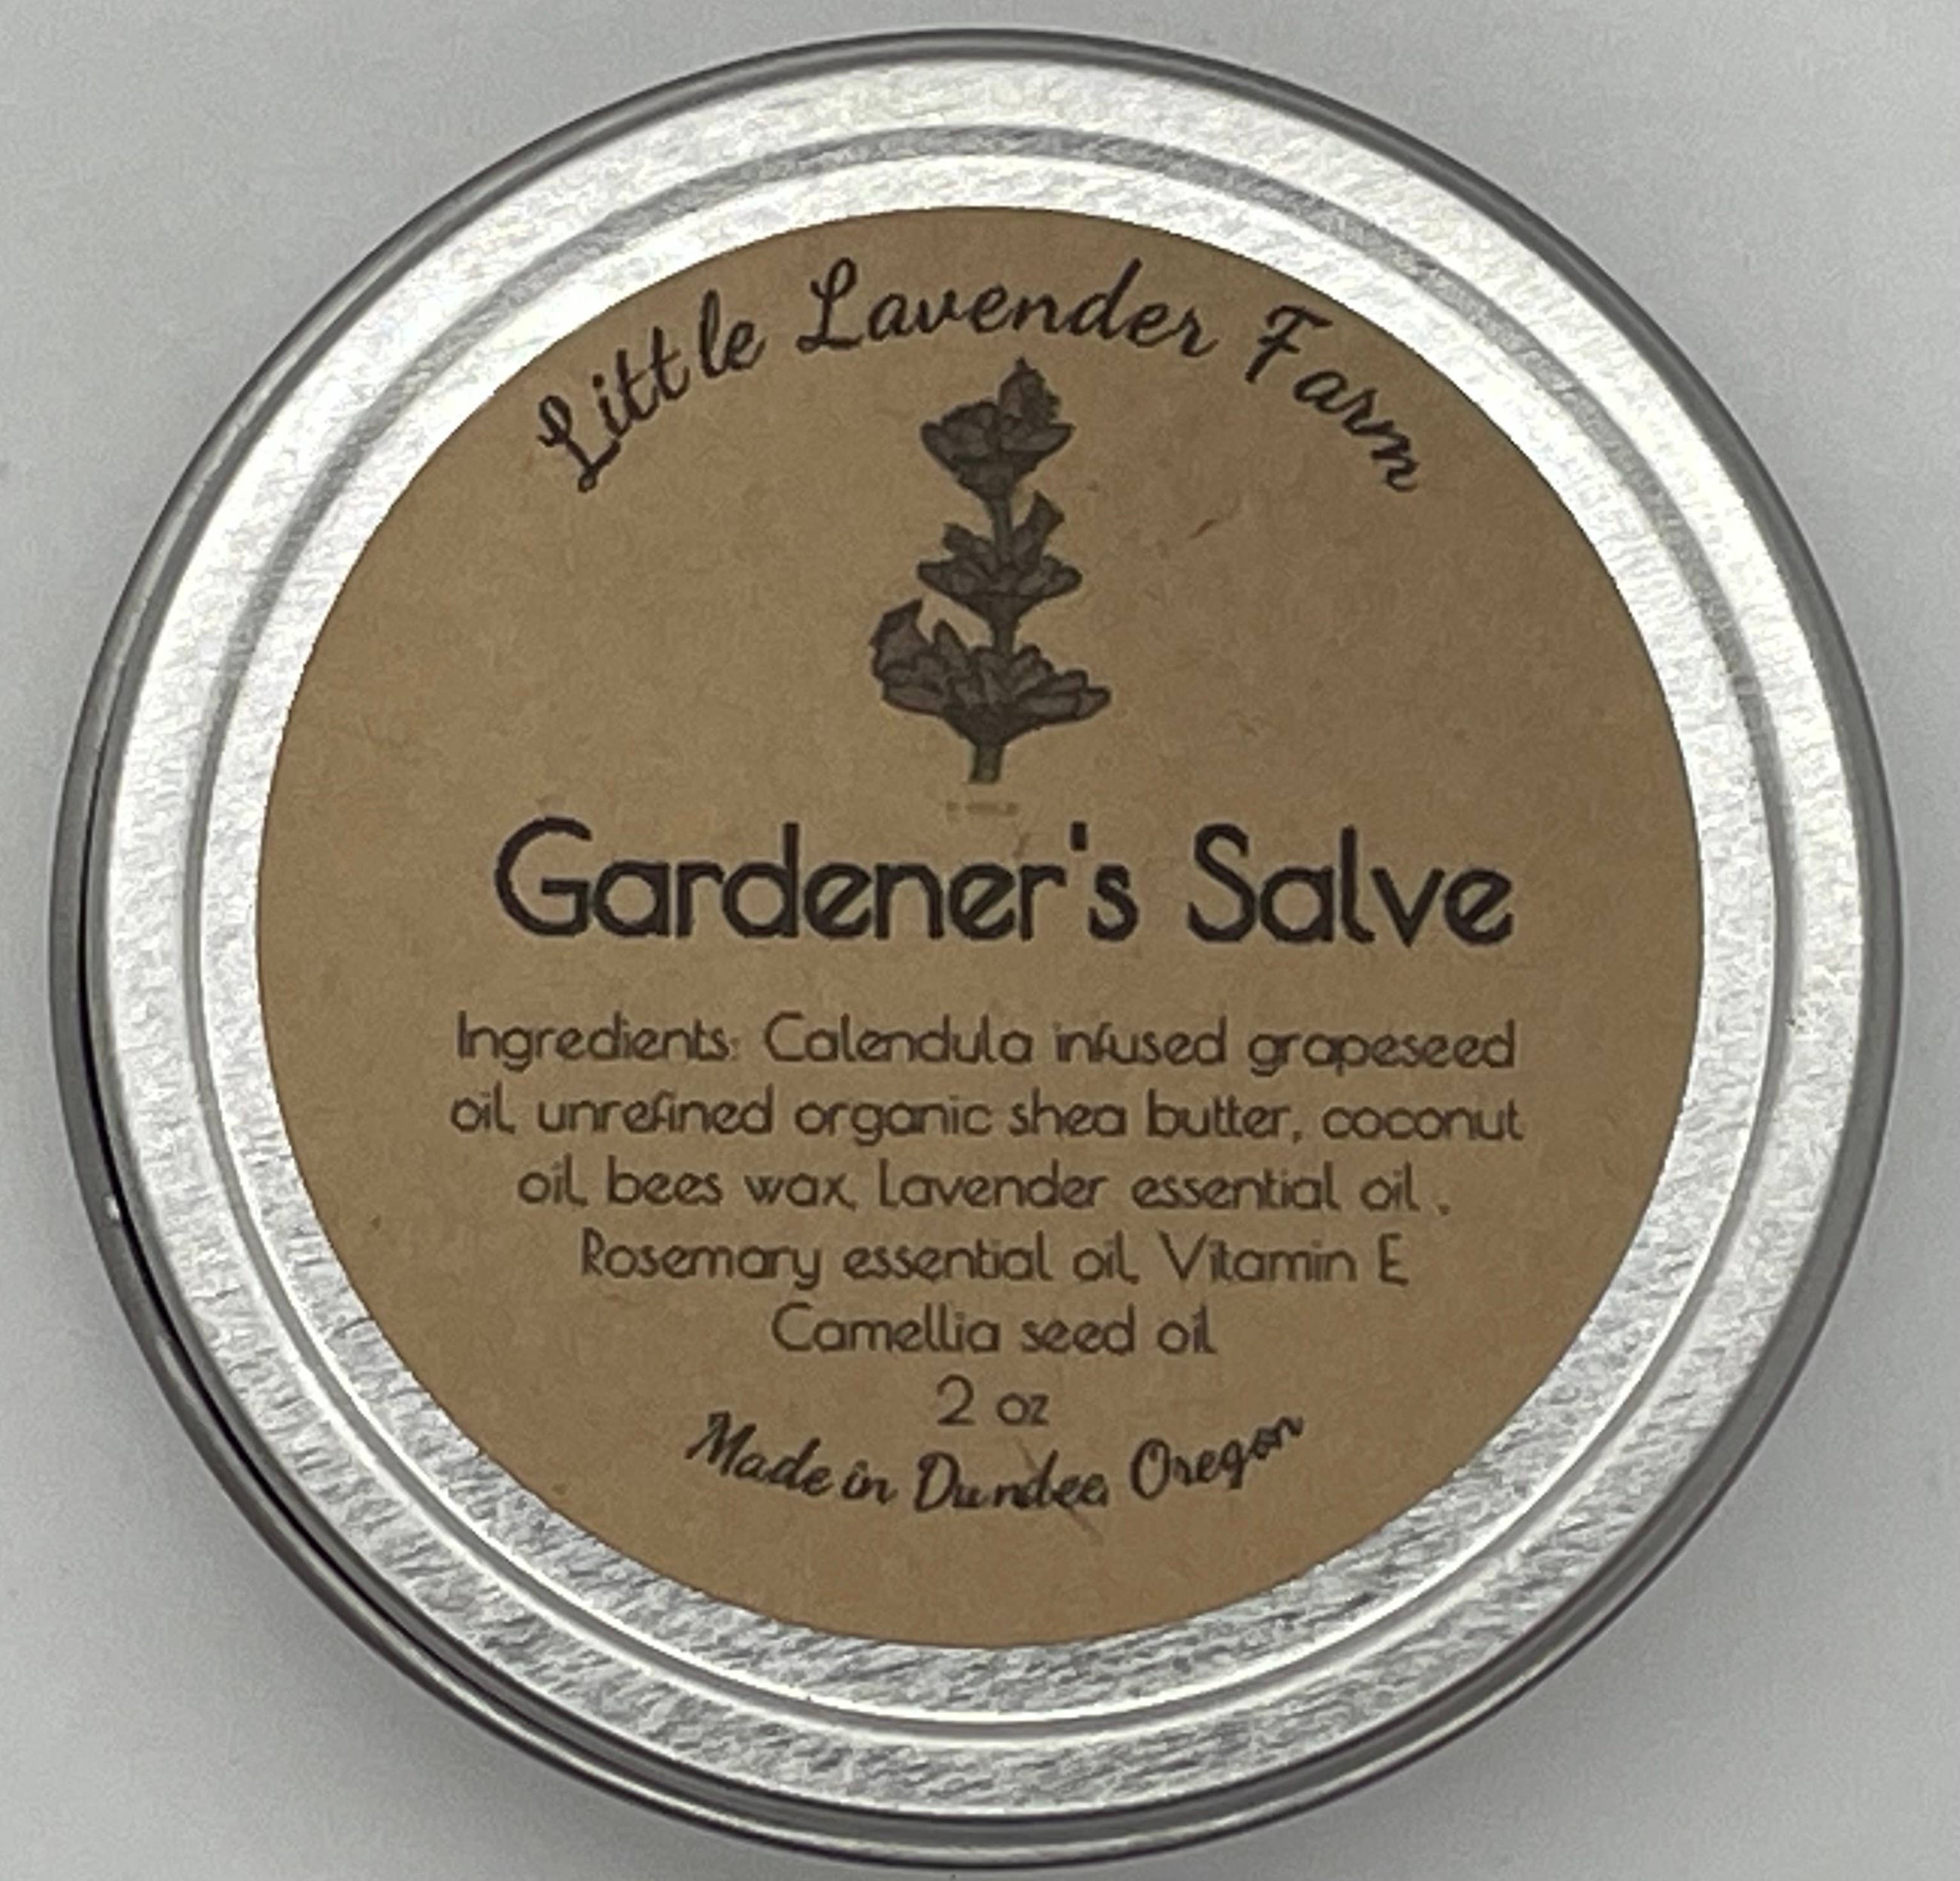 Little Lavender Farm
Gardener's Salve
Ingredients: Calendula infused grapeseed
oil, unrefined organic shea butter, coconut
oil, bees wax, Lavender essential oil ,
Rosemary essential oil, Vitamin E
Camellia seed oil
2 oz
Made in Dundee, Oregon